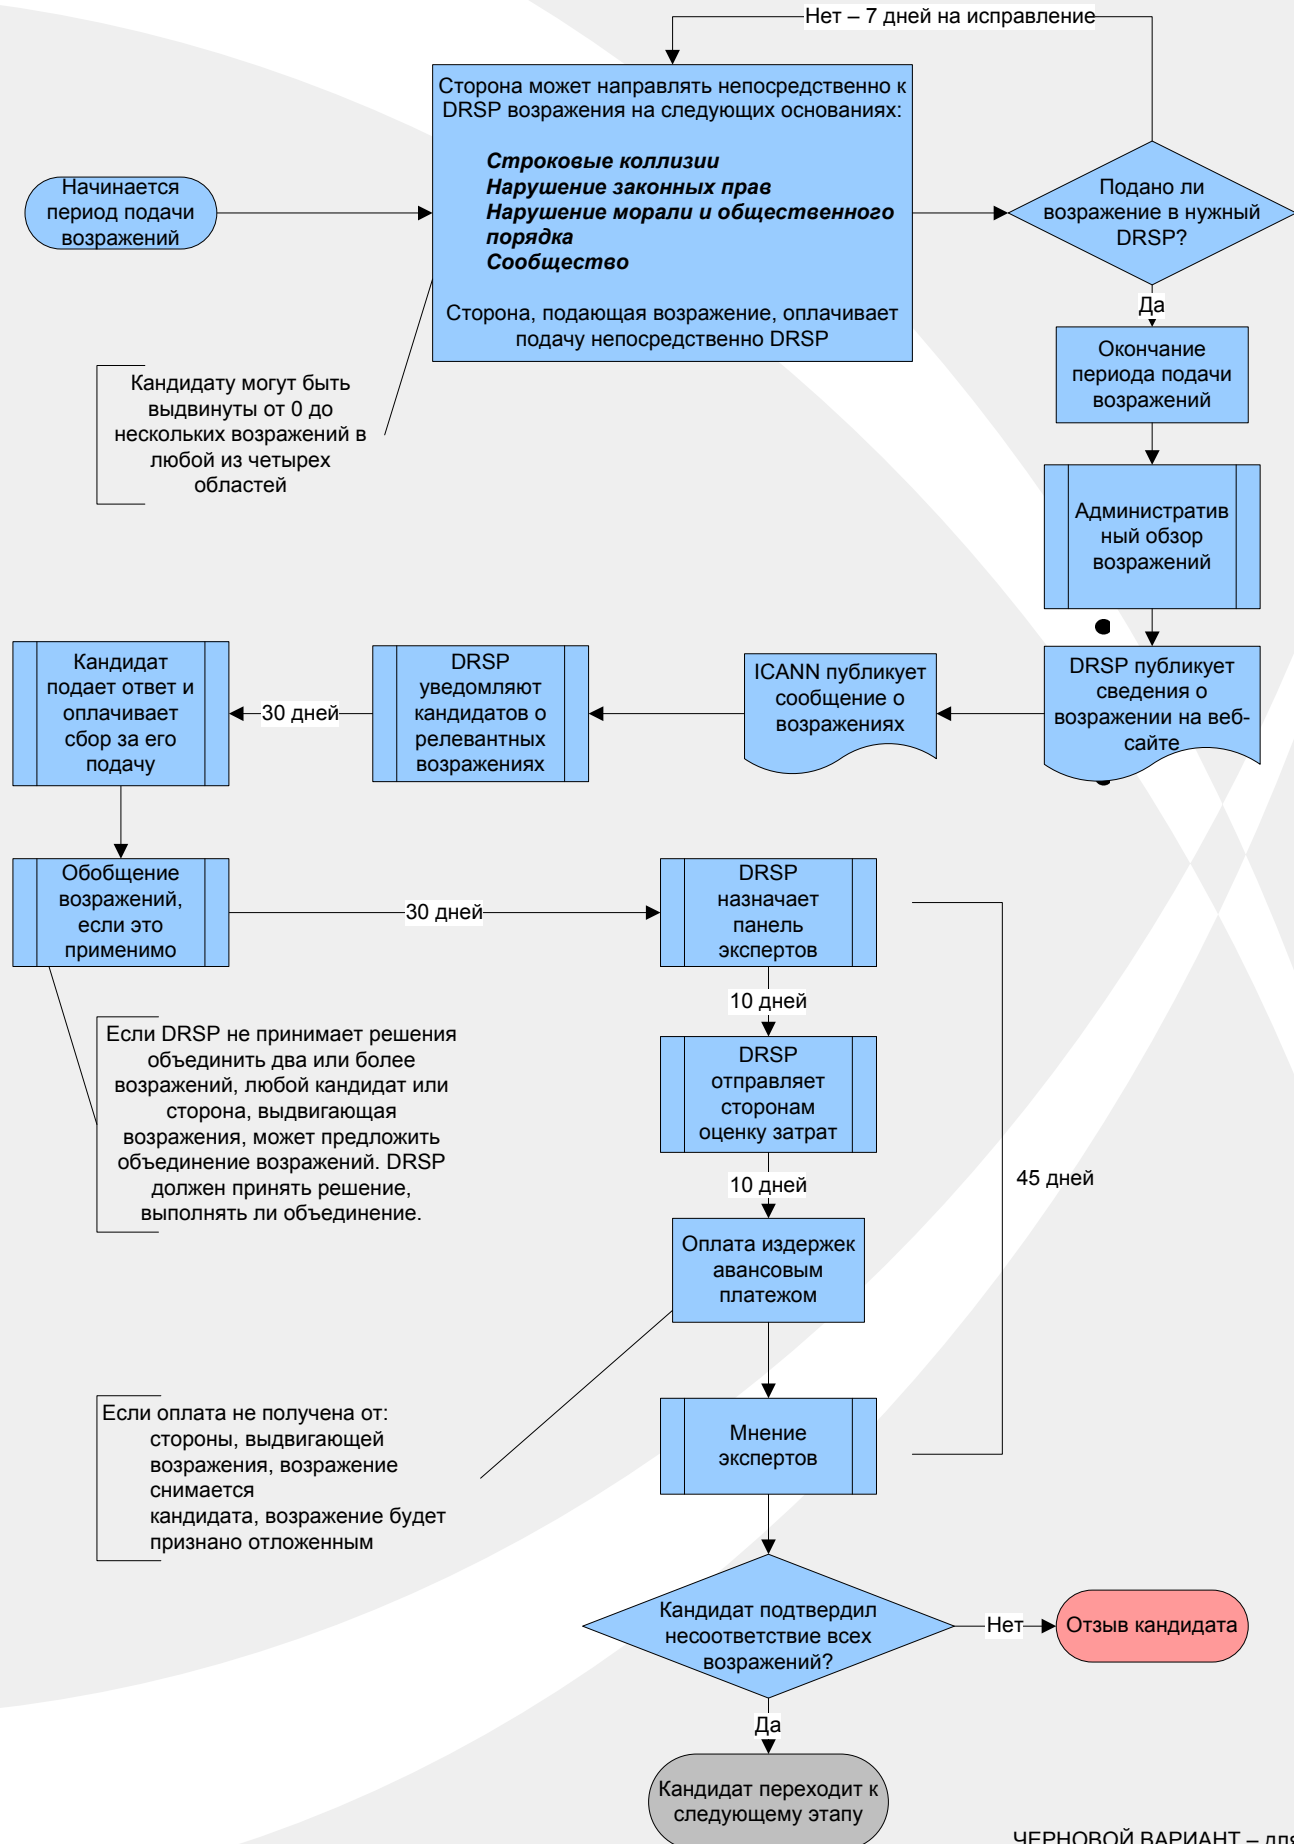 Нет – 7 дней на исправление
Сторона может направлять непосредственно к
DRSP возражения на следующих основаниях:
Строковые коллизии
Нарушение законных прав
Нарушение морали и общественного
порядка
Сообщество
Сторона, подающая возражение, оплачивает
подачу непосредственно DRSP
Начинается
период подачи
возражений
Подано ли
возражение в нужный
DRSP?
Да
Окончание
периода подачи
возражений
Кандидату могут быть
выдвинуты от 0 до
нескольких возражений в
любой из четырех
областей
Административ
ный обзор
возражений
DRSP публикует
сведения о
возражении на веб-
сайте
ICANN публикует
сообщение о
возражениях
DRSP
уведомляют
кандидатов о
релевантных
возражениях
30 дней
Кандидат
подает ответ и
оплачивает
сбор за его
подачу
Обобщение
возражений,
если это
применимо
30 дней
DRSP
назначает
панель
экспертов
10 дней
Если DRSP не принимает решения
объединить два или более
возражений, любой кандидат или
сторона, выдвигающая
возражения, может предложить
объединение возражений. DRSP
должен принять решение,
выполнять ли объединение.
DRSP
отправляет
сторонам
оценку затрат
10 дней
45 дней
Оплата издержек
авансовым
платежом
Если оплата не получена от:
стороны, выдвигающей
возражения, возражение
снимается
кандидата, возражение будет
признано отложенным
Мнение
экспертов
Кандидат подтвердил
несоответствие всех
возражений?
Нет
Отзыв кандидата
Да
Кандидат переходит к
следующему этапу
ЧЕРНОВОЙ ВАРИАНТ – для